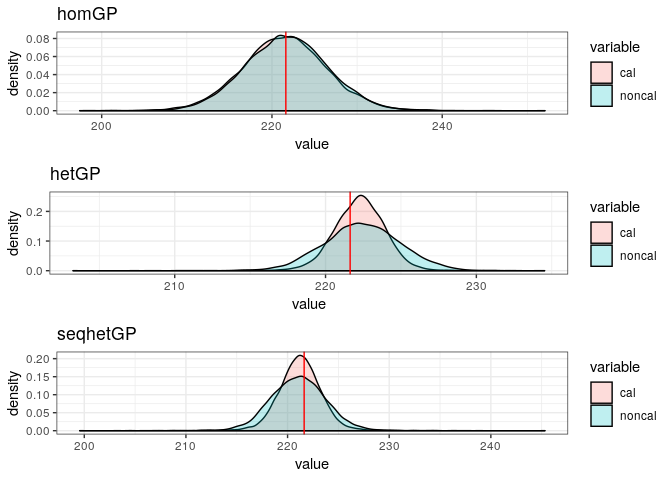 homGP
density
0.08
0.06
0.04
0.02
0.00
200
220
240
value
variable
cal
noncal
hetGP
density
0.2
0.1
0.0
210
220
230
value
variable
cal
noncal
seqhetGP
density
0.20
0.15
0.10
0.05
0.00
200
210
220
230
240
value
variable
cal
noncal